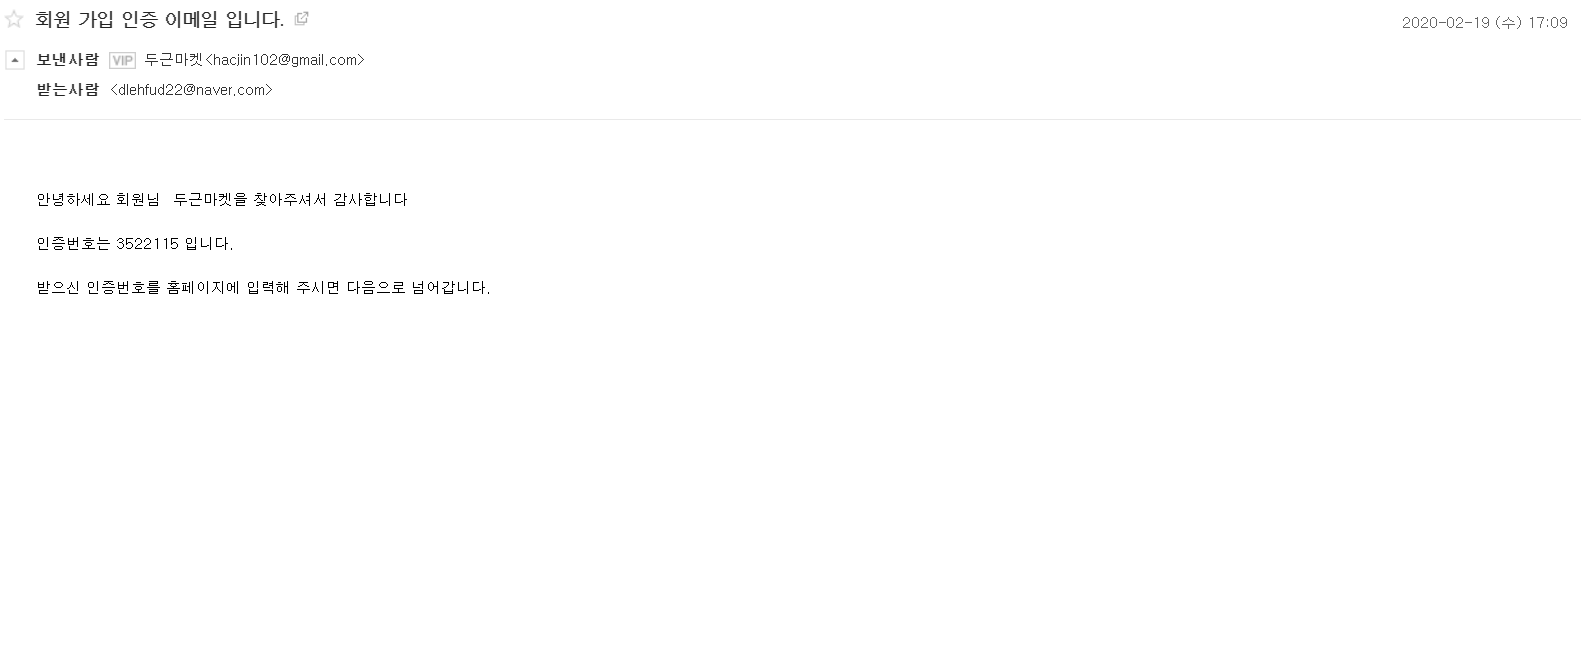 회원 가입 인증 이메일 입니다.
2020-02-19 (수) 17:09
보낸사람 VIP 두근마켓<hacjin102@gmail.com>
받는사람 <dlehfud22@naver.com>
안녕하세요 회원님 두근마켓을 찾아주셔서 감사합니다
인증번호는 3522115 입니다.
받으신 인증번호를 홈페이지에 입력해 주시면 다음으로 넘어갑니다.